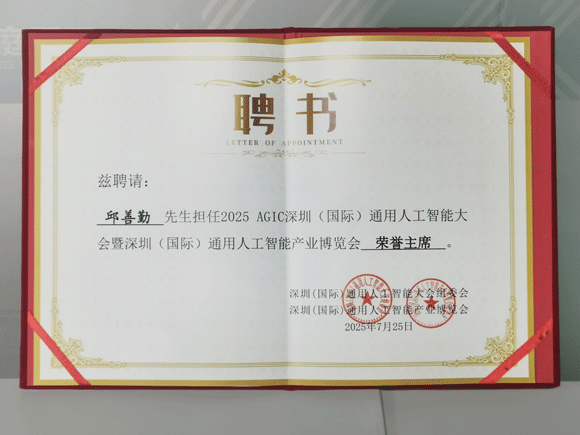 聘书
LETTER OF APPOINTMENT
兹聘请：
邱善勤 先生担任2025 AGIC深圳（国际）通用人工智能大
会暨深圳（国际）通用人工智能产业博览会 荣誉主席 。
深圳(国际)通用人工智能大会组委会
深圳(国际)通用人工智能产业博览会
2025年7月25日